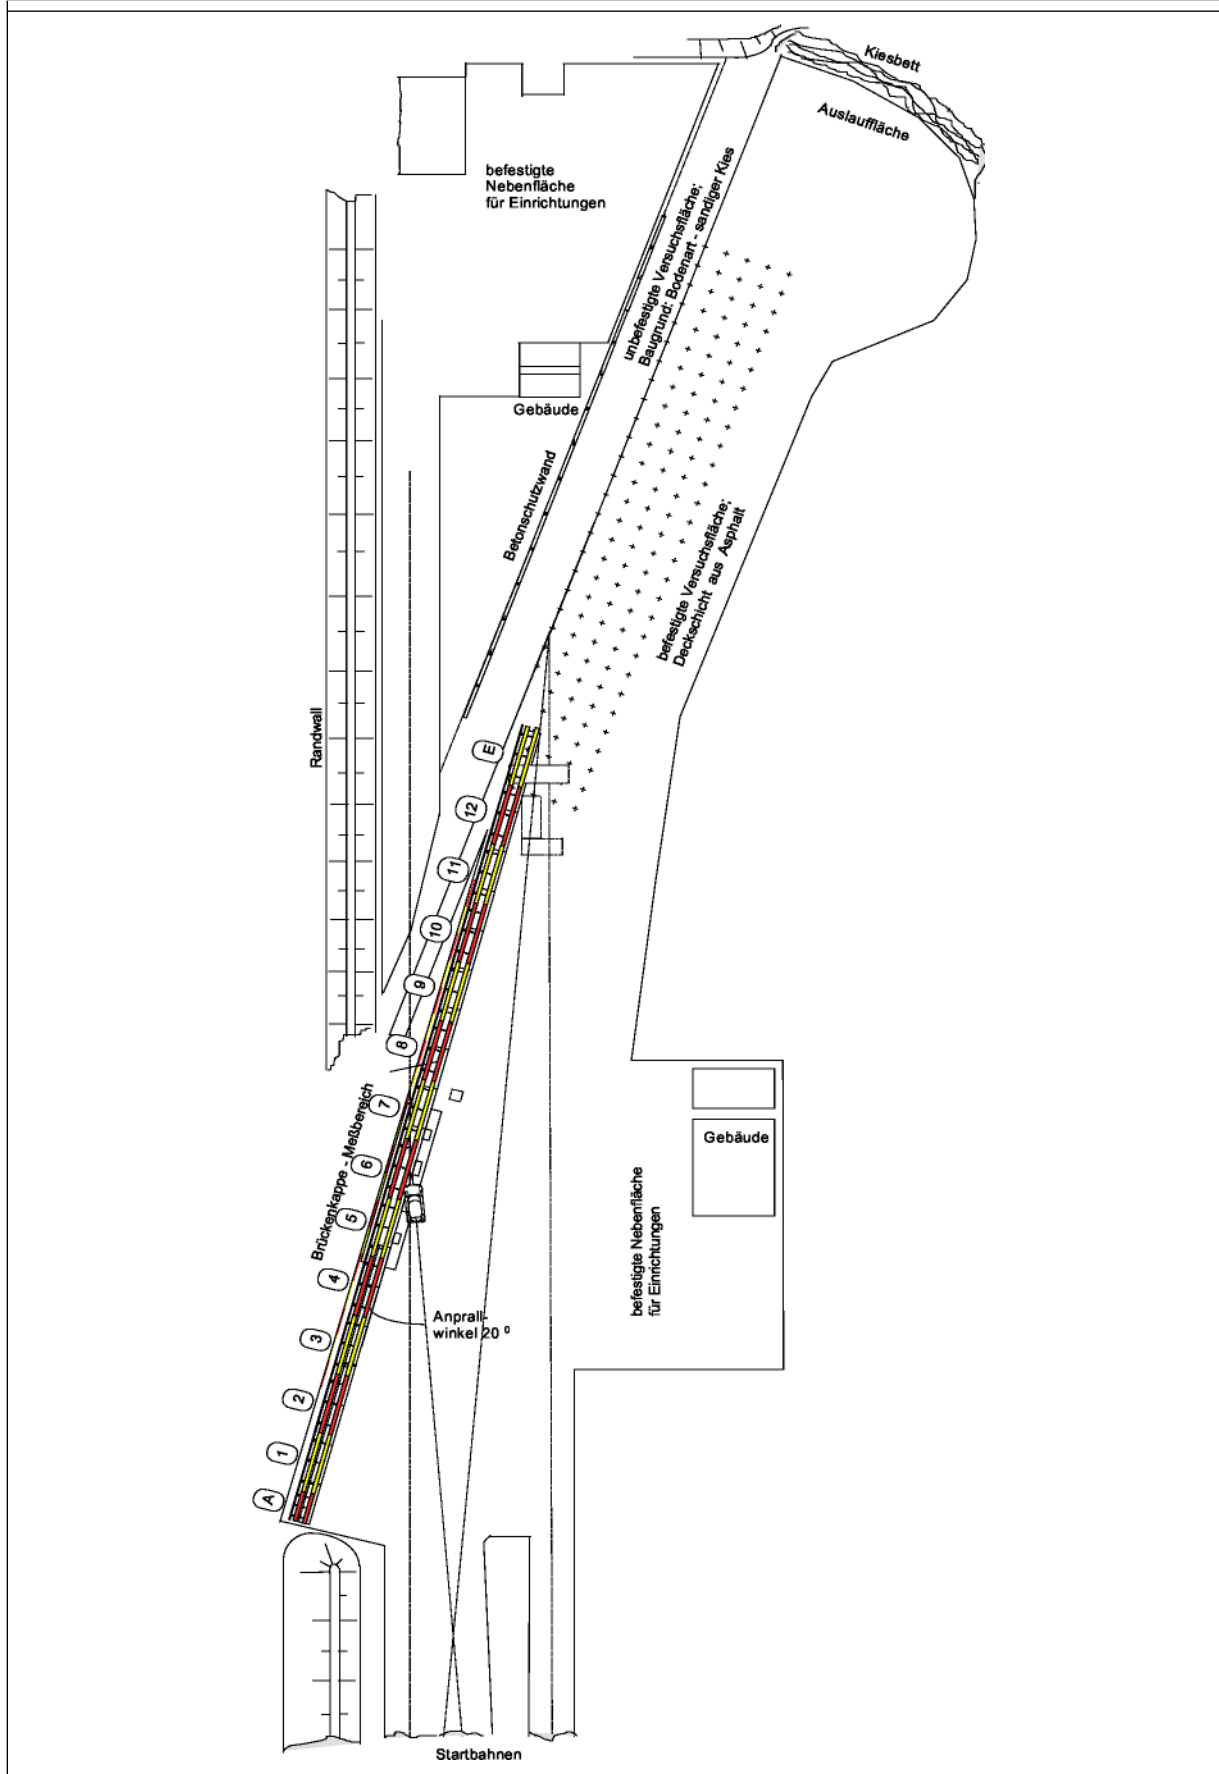 Kiesbett
Auslauffläche
befestigte
Nebenfläche
für Einrichtungen
unbefestigte Versuchsfläche;
Baugrund: Bodenart - sandiger Kies
Gebäude
Betonschutzwand
befestigte Versuchsfläche;
Deckschicht aus Asphalt
Randwall
E
12
11
10
9
8
7
6
5
4
3
2
1
A
Brückenkappe - Meßbereich
Gebäude
befestigte Nebenfläche
für Einrichtungen
Anprall-
winkel 20 º
Startbahnen